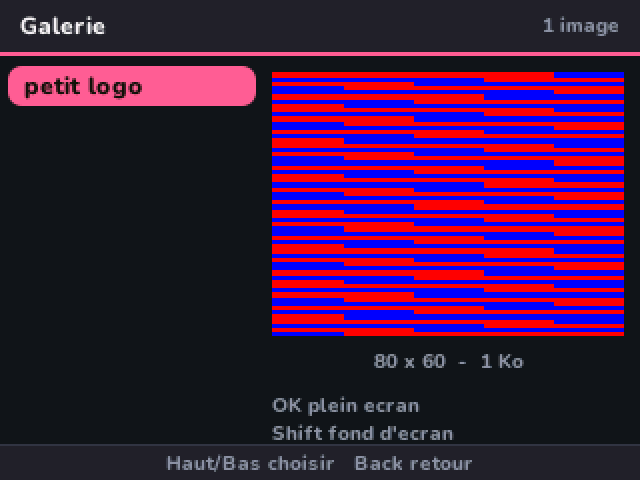 Galerie
1 image
petit logo
80 x 60 - 1 Ko
OK plein ecran
Shift fond d'ecran
Haut/Bas choisir Back retour